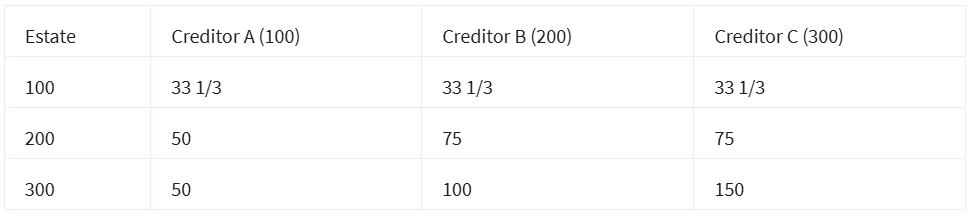 Estate Creditor A (100) Creditor B (200) Creditor C (300)
100 33 1/3 33 1/3 33 1/3
200 50 75 75
300 50 100 150